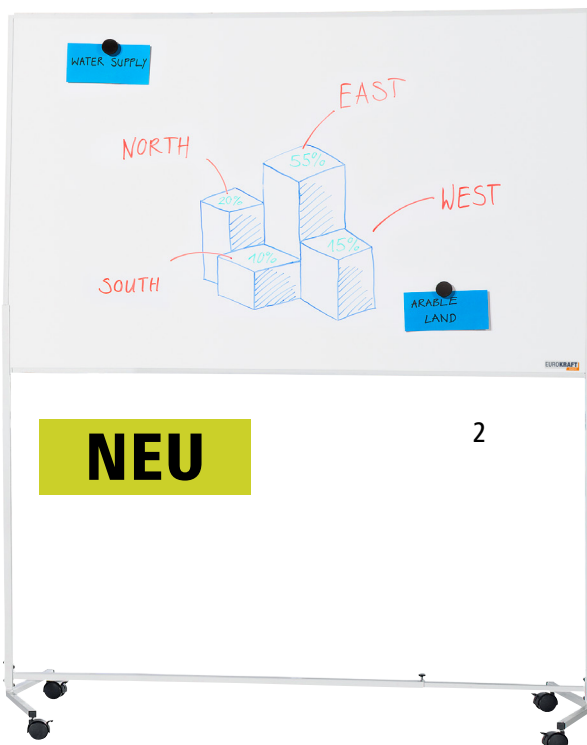 WATER SUPPLY
EAST
NORTH
55%
20%
WEST
15%
10%
SOUTH
ARABLE
LAND
EUROKRAFT
NEU
2